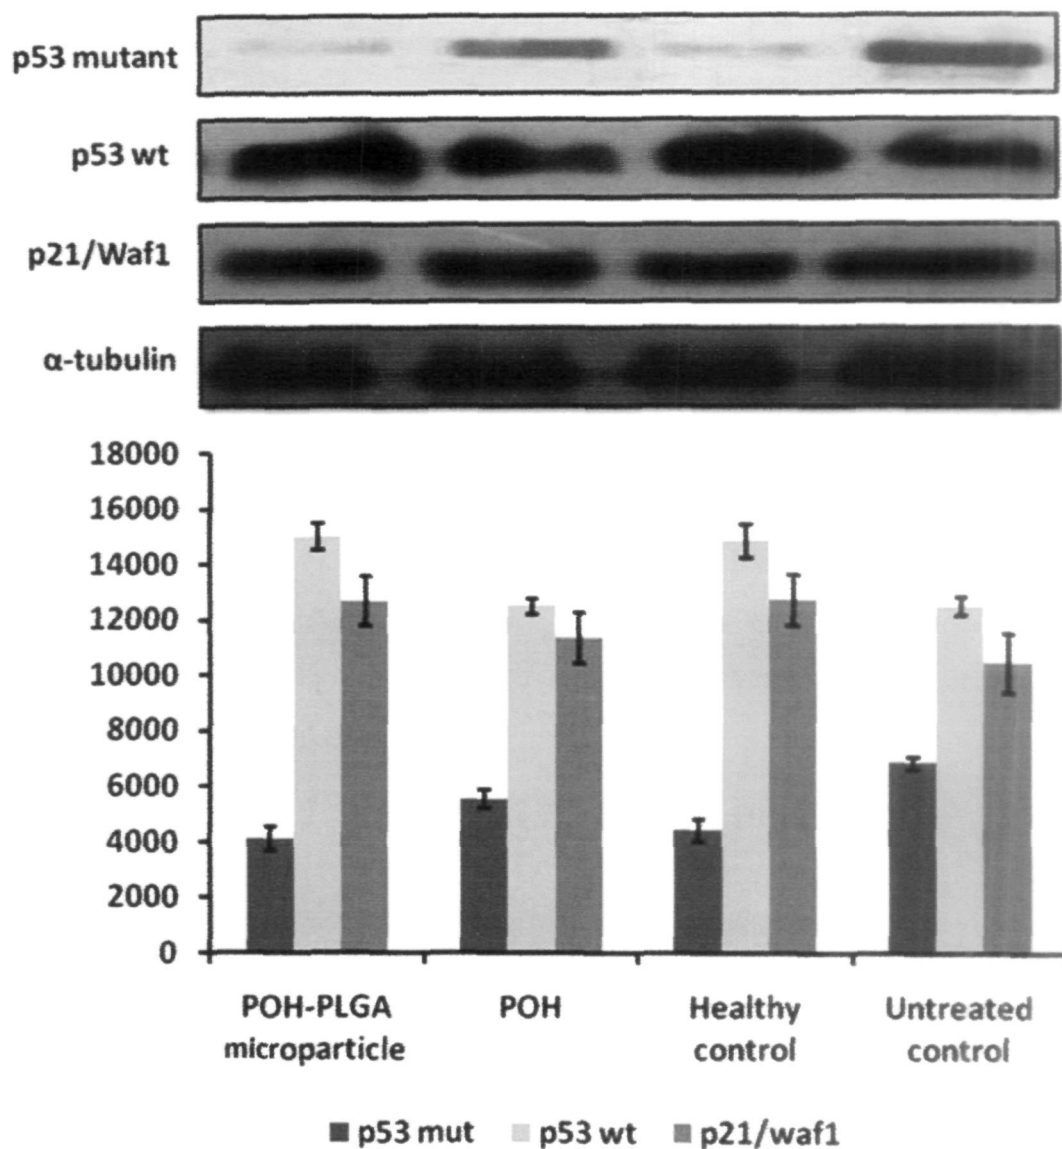 p53 mutant
p53 wt
p21/Waf1
α-tubulin
18000
16000
14000
12000
10000
8000
6000
4000
2000
0
POH-PLGA
microparticle
POH
Healthy
control
Untreated
control
p53 mut p53 wt p21/waf1